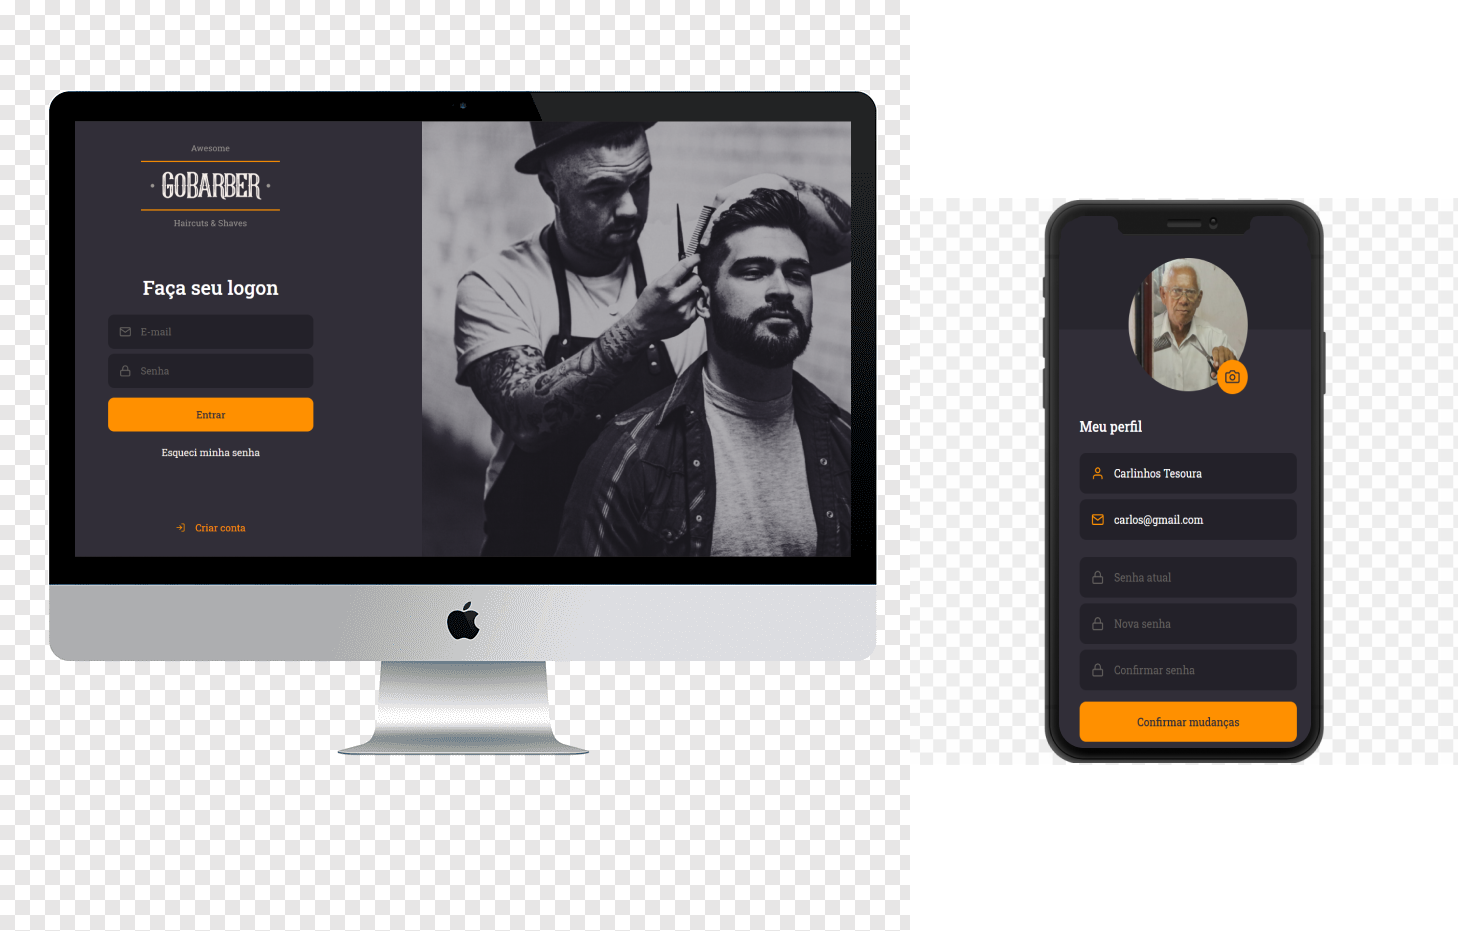 Awesome
GOBARBER
Haircuts & Shaves
Faça seu logon
E-mail
Senha
Entrar
Esqueci minha senha
Criar conta
Meu perfil
Carlinhos Tesoura
carlos@gmail.com
Senha atual
Nova senha
Confirmar senha
Confirmar mudanças